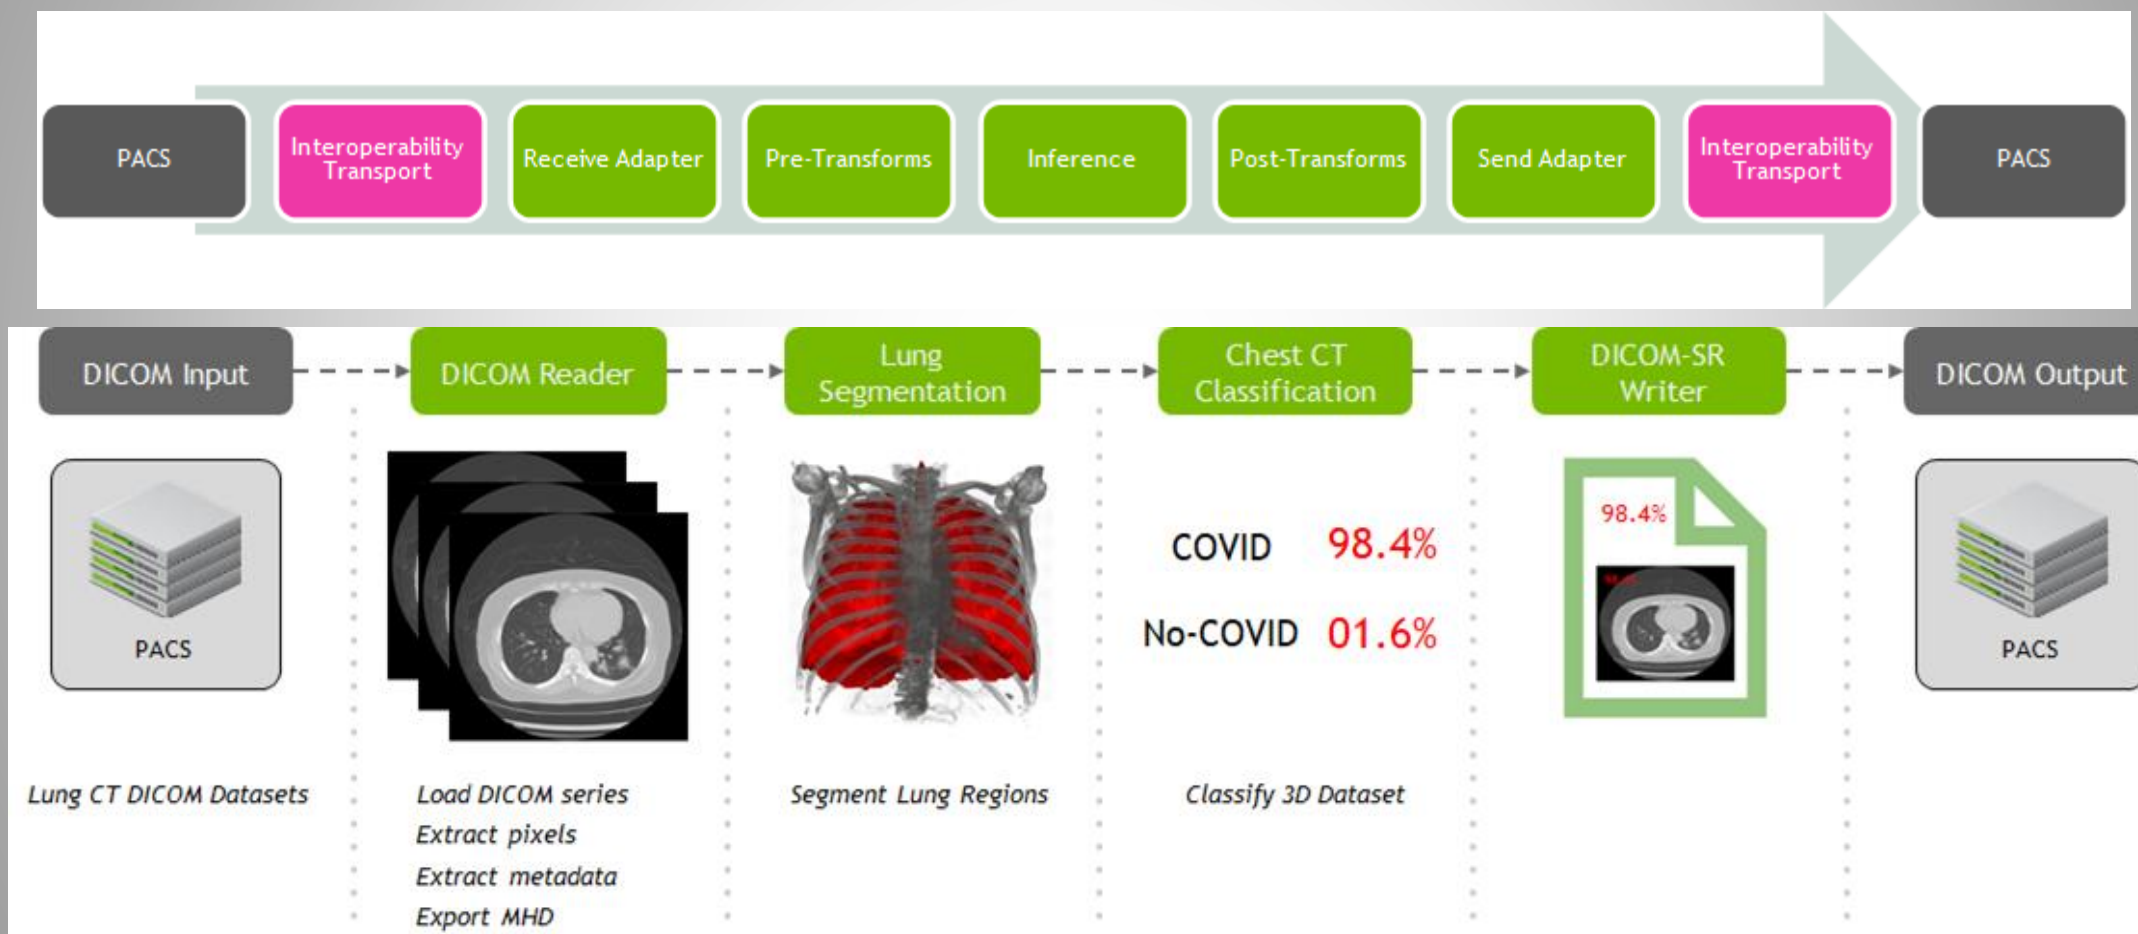 PACS
Interoperability
Transport
Receive Adapter
Pre-Transforms
Inference
Post-Transforms
Send Adapter
Interoperability
Transport
PACS
DICOM Input
DICOM Reader
Lung
Segmentation
Chest CT
Classification
DICOM-SR
Writer
DICOM Output
PACS
COVID 98.4%
No-COVID 01.6%
98.4%
PACS
Lung CT DICOM Datasets
Load DICOM series
Extract pixels
Extract metadata
Export MHD
Segment Lung Regions
Classify 3D Dataset